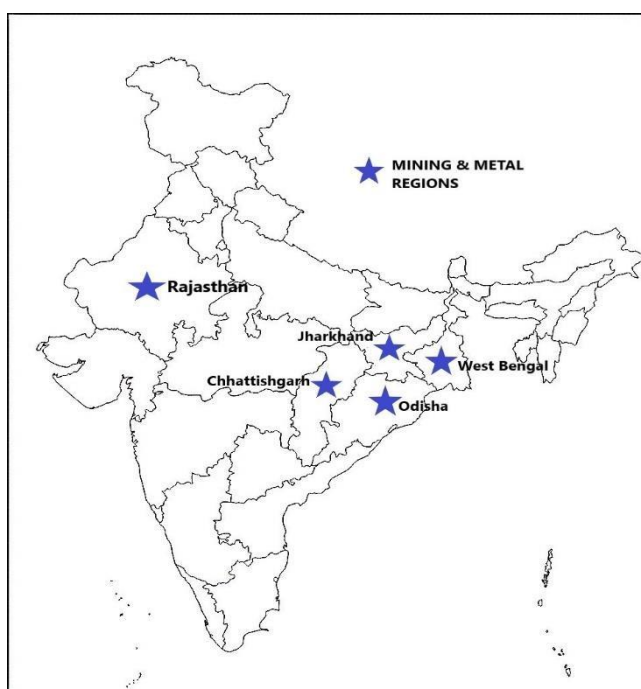 MINING & METAL
REGIONS
Rajasthan
Jharkhand
West Bengal
Chhattishgarh
Odisha